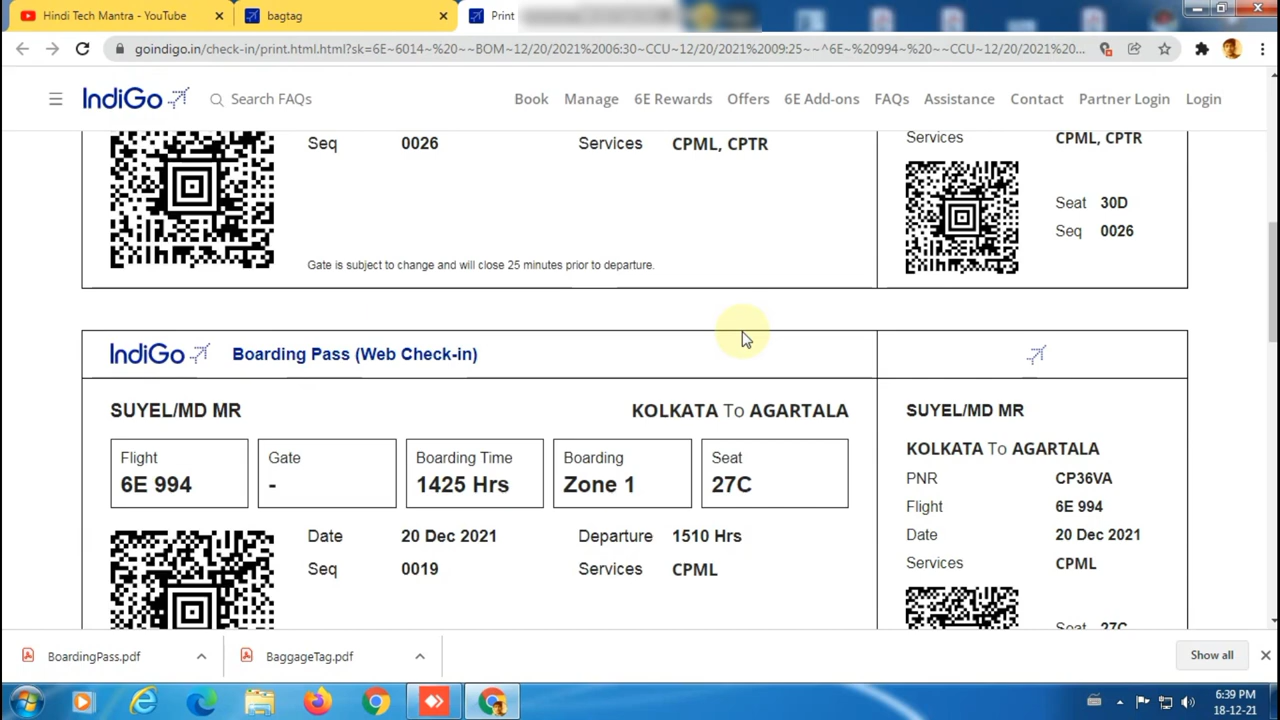 Hindi Tech Mantra - YouTube × bagtag × Print
goindigo.in/check-in/print.html.html?sk=6E~6014~%20~~BOM~12/20/2021%2006:30~CCU~12/20/2021%2009:25~~^6E~%20994~%20~~CCU~12/20/2021%20...
IndiGo Search FAQs Book Manage 6E Rewards Offers 6E Add-ons FAQs Assistance Contact Partner Login Login
Seq 0026 Services CPML, CPTR
Gate is subject to change and will close 25 minutes prior to departure.
Services CPML, CPTR
Seat 30D
Seq 0026
IndiGo Boarding Pass (Web Check-in)
SUYEL/MD MR KOLKATA To AGARTALA
Flight Gate Boarding Time Boarding Seat
6E 994 - 1425 Hrs Zone 1 27C
Date 20 Dec 2021 Departure 1510 Hrs
Seq 0019 Services CPML
SUYEL/MD MR
KOLKATA To AGARTALA
PNR CP36VA
Flight 6E 994
Date 20 Dec 2021
Services CPML
Seat 27C
BoardingPass.pdf BaggageTag.pdf Show all
6:39 PM
18-12-21